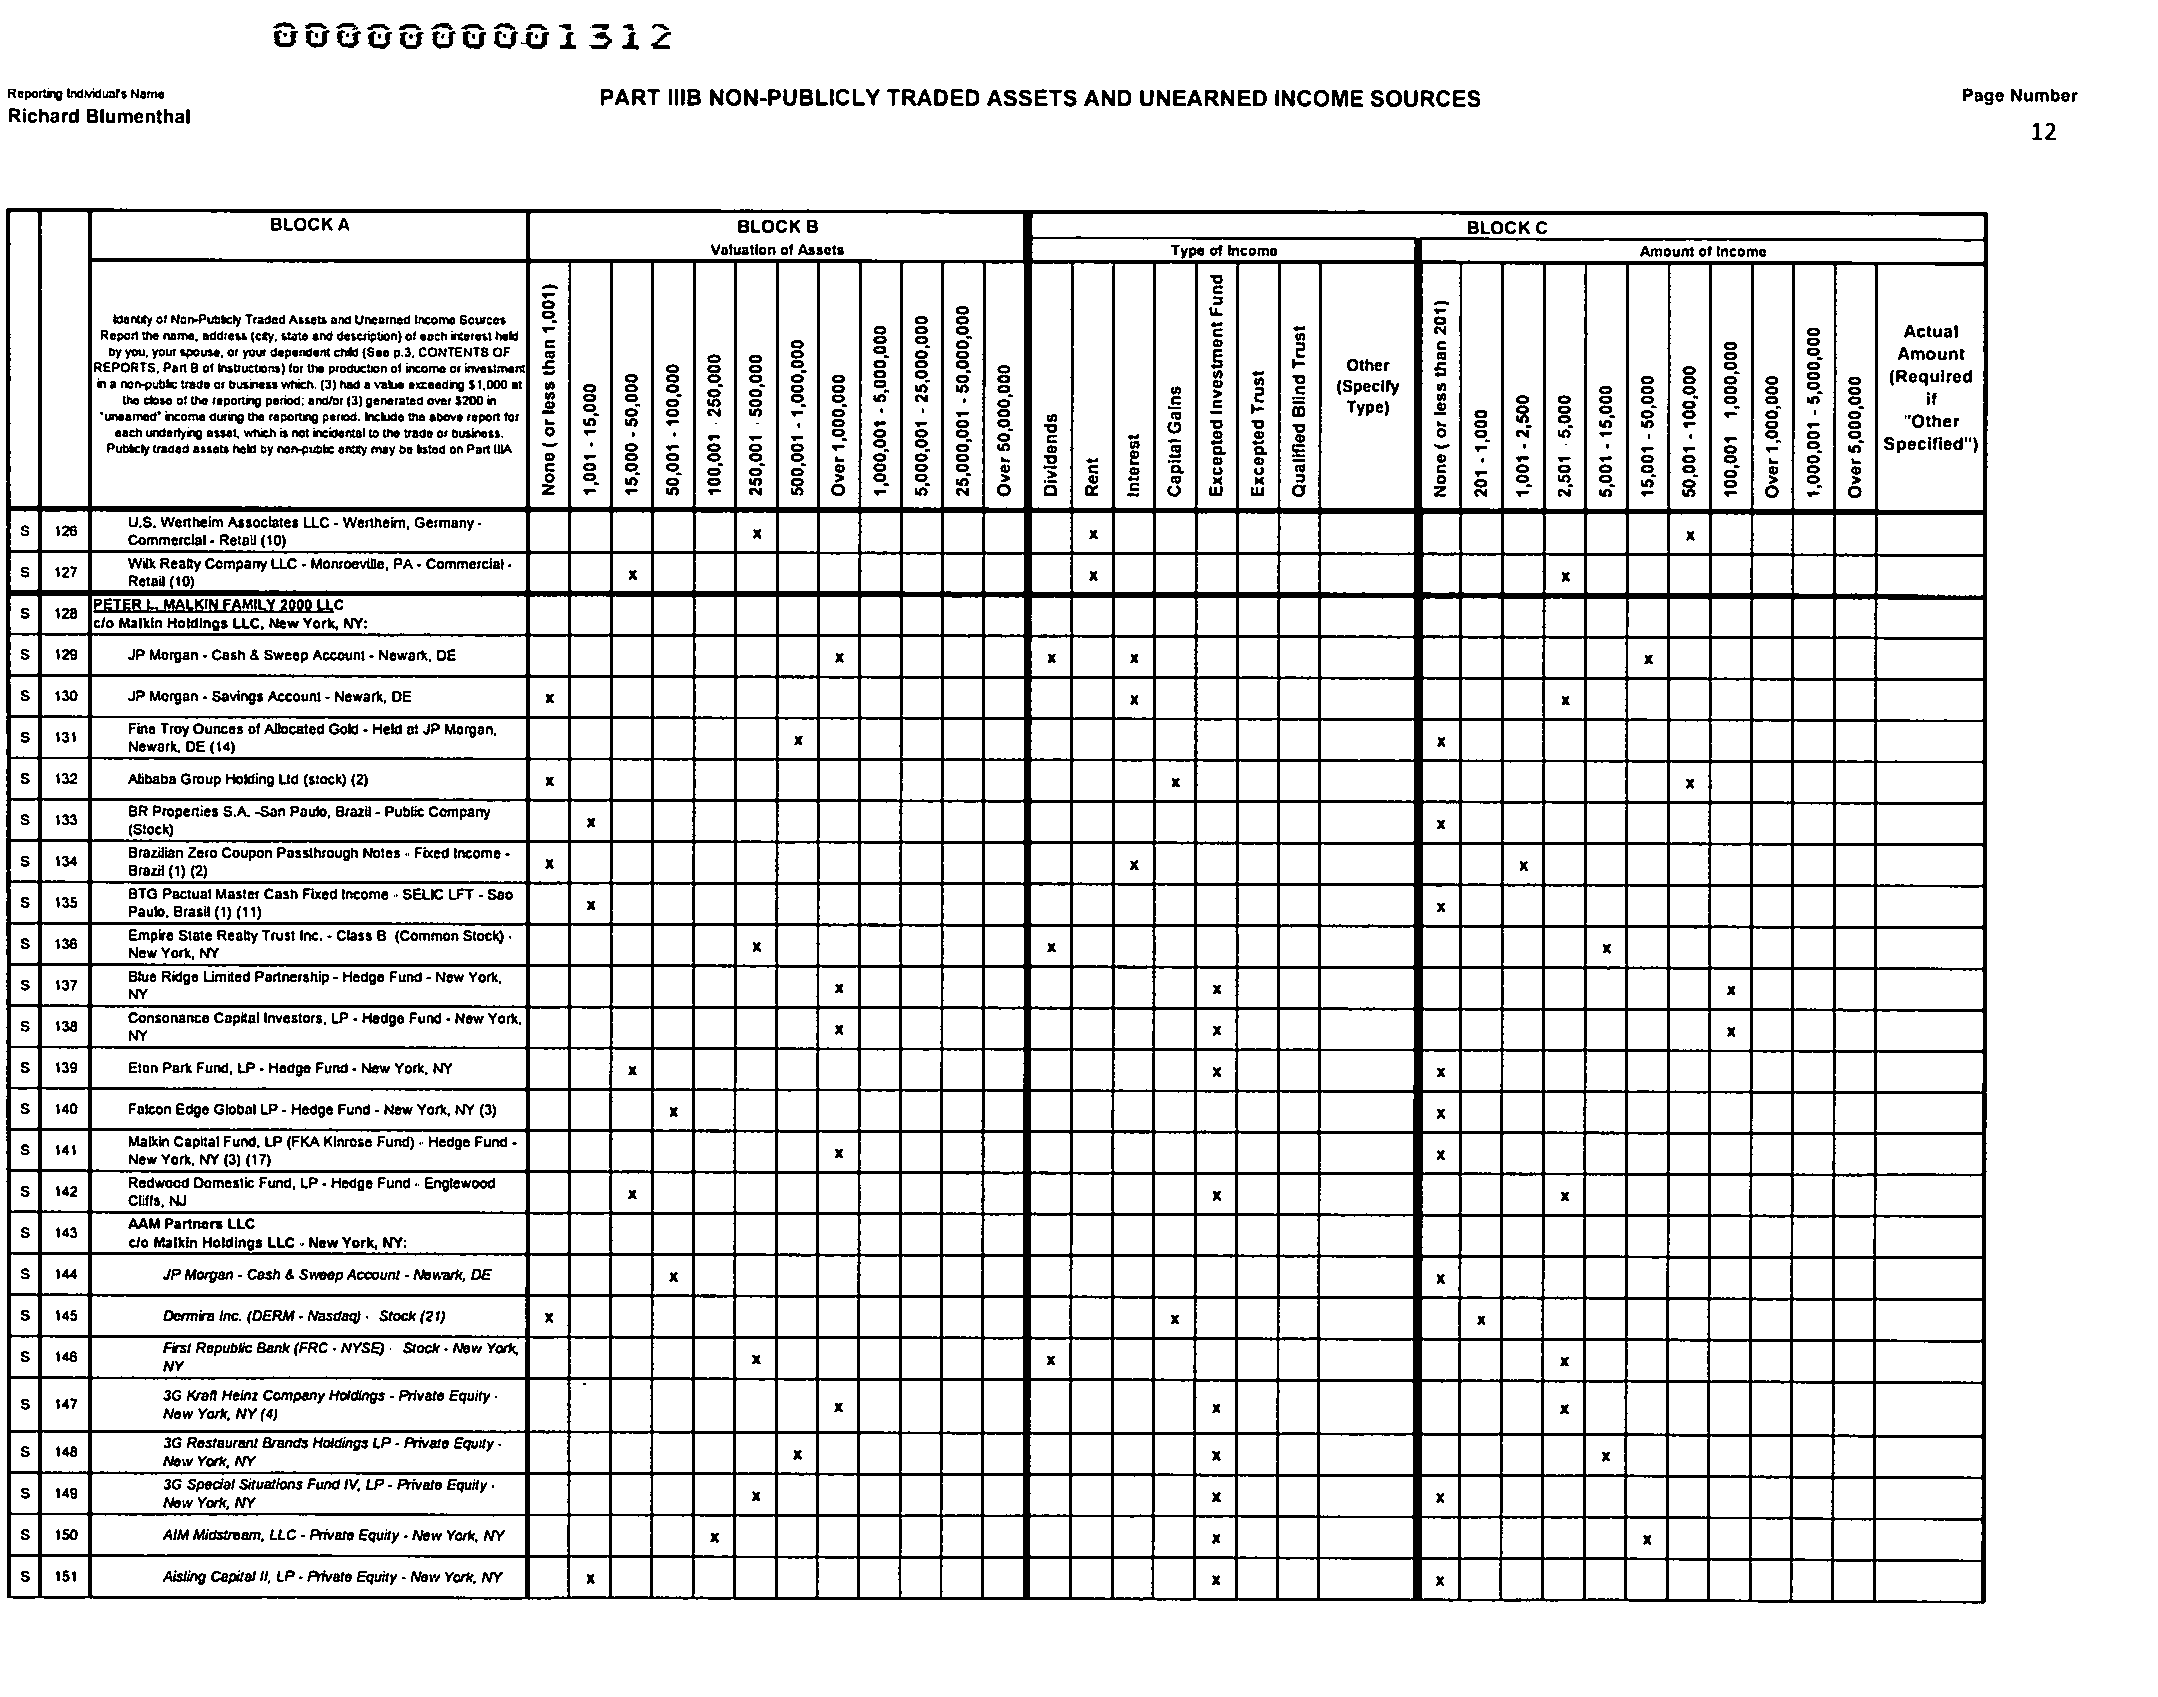 0000000001312
Reporting Individual's Name
Richard Blumenthal
PART IIIB NON-PUBLICLY TRADED ASSETS AND UNEARNED INCOME SOURCES
Page Number
12
BLOCK A
BLOCK B
BLOCK C
Valuation of Assets
Type of Income
Amount of Income
Identity of Non-Publicly Traded Assets and Unearned Income Sources
Report the name, address (city, state and description) of each interest held
by you, your spouse, or your dependent child (See p.3, CONTENTS OF
REPORTS, Part B of Instructions) for the production of income or investment
in a non-public trade or business which, (3) had a value exceeding $1,000 at
the close of the reporting period; and/or (3) generated over $200 in
"unearned" income during the reporting period. Include the above report for
each underlying asset, which is not incidental to the trade or business.
Publicly traded assets held by non-public entity may be listed on Part IIIA
None ( or less than 1,001)
1,001 - 15,000
15,000 - 50,000
50,001 - 100,000
100,001 - 250,000
250,001 - 500,000
500,001 - 1,000,000
Over 1,000,000
1,000,001 - 5,000,000
5,000,001 - 25,000,000
25,000,001 - 50,000,000
Over 50,000,000
Dividends
Rent
Interest
Capital Gains
Excepted Investment Fund
Excepted Trust
Qualified Blind Trust
Other
(Specify
Type)
None ( or less than 201)
201 - 1,000
1,001 - 2,500
2,501 - 5,000
5,001 - 15,000
15,001 - 50,000
50,001 - 100,000
100,001 1,000,000
Over 1,000,000
1,000,001 - 5,000,000
Over 5,000,000
Actual
Amount
(Required
if
"Other
Specified")
S 126 U.S. Wertheim Associates LLC - Wertheim, Germany -
Commercial - Retail (10) x x x
S 127 Wilk Realty Company LLC - Monroeville, PA - Commercial -
Retail (10) x x x
S 128 PETER L. MALKIN FAMILY 2000 LLC
c/o Malkin Holdings LLC, New York, NY:
S 129 JP Morgan - Cash & Sweep Account - Newark, DE x x x x
S 130 JP Morgan - Savings Account - Newark, DE x x x
S 131 Fine Troy Ounces of Allocated Gold - Held at JP Morgan,
Newark, DE (14) x x
S 132 Alibaba Group Holding Ltd (stock) (2) x x x
S 133 BR Properties S.A. -San Paulo, Brazil - Public Company
(Stock) x x
S 134 Brazilian Zero Coupon Passthrough Notes - Fixed Income -
Brazil (1) (2) x x x
S 135 BTG Pactual Master Cash Fixed Income - SELIC LFT - Sao
Paulo, Brasil (1) (11) x x
S 136 Empire State Realty Trust Inc. - Class B (Common Stock) -
New York, NY x x x
S 137 Blue Ridge Limited Partnership - Hedge Fund - New York,
NY x x x
S 138 Consonance Capital Investors, LP - Hedge Fund - New York,
NY x x x
S 139 Eton Park Fund, LP - Hedge Fund - New York, NY x x x
S 140 Falcon Edge Global LP - Hedge Fund - New York, NY (3) x x
S 141 Malkin Capital Fund, LP (FKA Kinrose Fund) - Hedge Fund -
New York, NY (3) (17) x x
S 142 Redwood Domestic Fund, LP - Hedge Fund - Englewood
Cliffs, NJ x x x
S 143 AAM Partners LLC
c/o Malkin Holdings LLC - New York, NY:
S 144 JP Morgan - Cash & Sweep Account - Newark, DE x x
S 145 Dermira Inc. (DERM - Nasdaq) - Stock (21) x x x
S 146 First Republic Bank (FRC - NYSE) - Stock - New York,
NY x x x
S 147 3G Kraft Heinz Company Holdings - Private Equity -
New York, NY (4) x x x
S 148 3G Restaurant Brands Holdings LP - Private Equity -
New York, NY x x x
S 149 3G Special Situations Fund IV, LP - Private Equity -
New York, NY x x x
S 150 AIM Midstream, LLC - Private Equity - New York, NY x x x
S 151 Aisling Capital II, LP - Private Equity - New York, NY x x x